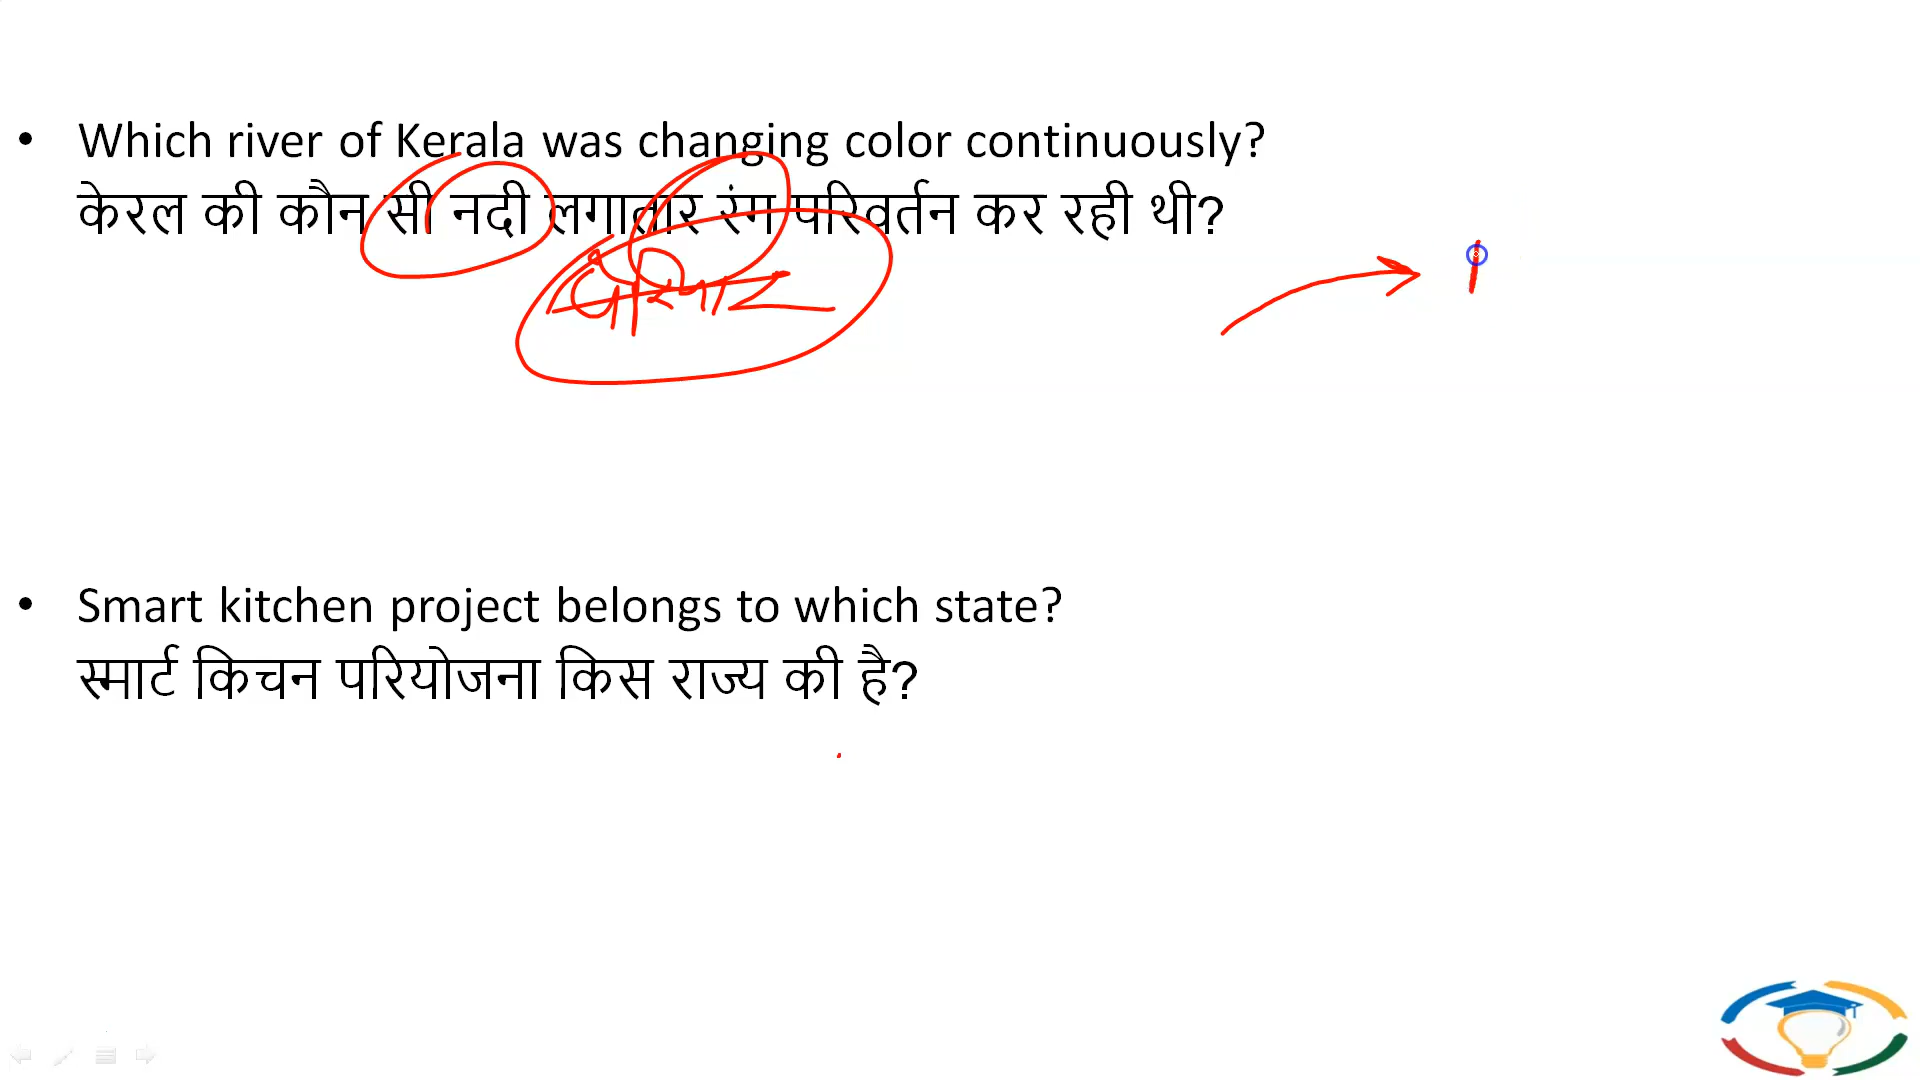 • Which river of Kerala was changing color continuously?
केरल की कौन सी नदी लगातार रंग परिवर्तन कर रही थी?
• Smart kitchen project belongs to which state?
स्मार्ट किचन परियोजना किस राज्य की है?